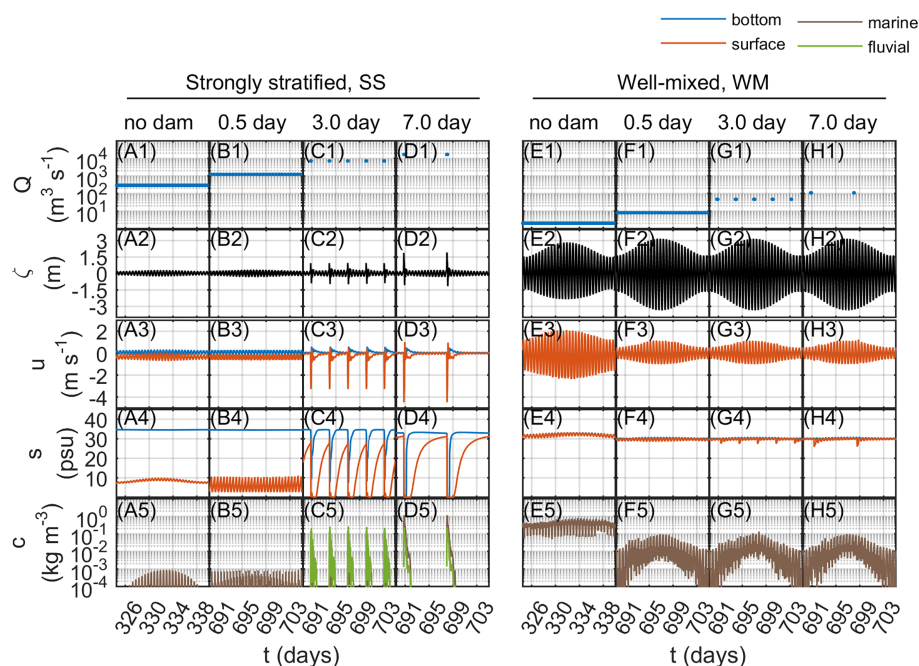 bottom
surface
marine
fluvial
Strongly stratified, SS
Well-mixed, WM
no dam 0.5 day 3.0 day 7.0 day
no dam 0.5 day 3.0 day 7.0 day
(A1) (B1) (C1) (D1)
(E1) (F1) (G1) (H1)
Q
(m³ s⁻¹)
10⁴
10³
10²
10¹
(A2) (B2) (C2) (D2)
(E2) (F2) (G2) (H2)
ζ
(m)
3
1.5
0
-1.5
-3
(A3) (B3) (C3) (D3)
(E3) (F3) (G3) (H3)
u
(m s⁻¹)
2
0
-2
-4
(A4) (B4) (C4) (D4)
(E4) (F4) (G4) (H4)
s
(psu)
40
30
20
10
(A5) (B5) (C5) (D5)
(E5) (F5) (G5) (H5)
c
(kg m⁻³)
10⁰
10⁻¹
10⁻²
10⁻³
10⁻⁴
326 330 334 338 691 695 699 703 691 695 699 703 691 695 699 703
326 330 334 338 691 695 699 703 691 695 699 703 691 695 699 703
t (days)
t (days)